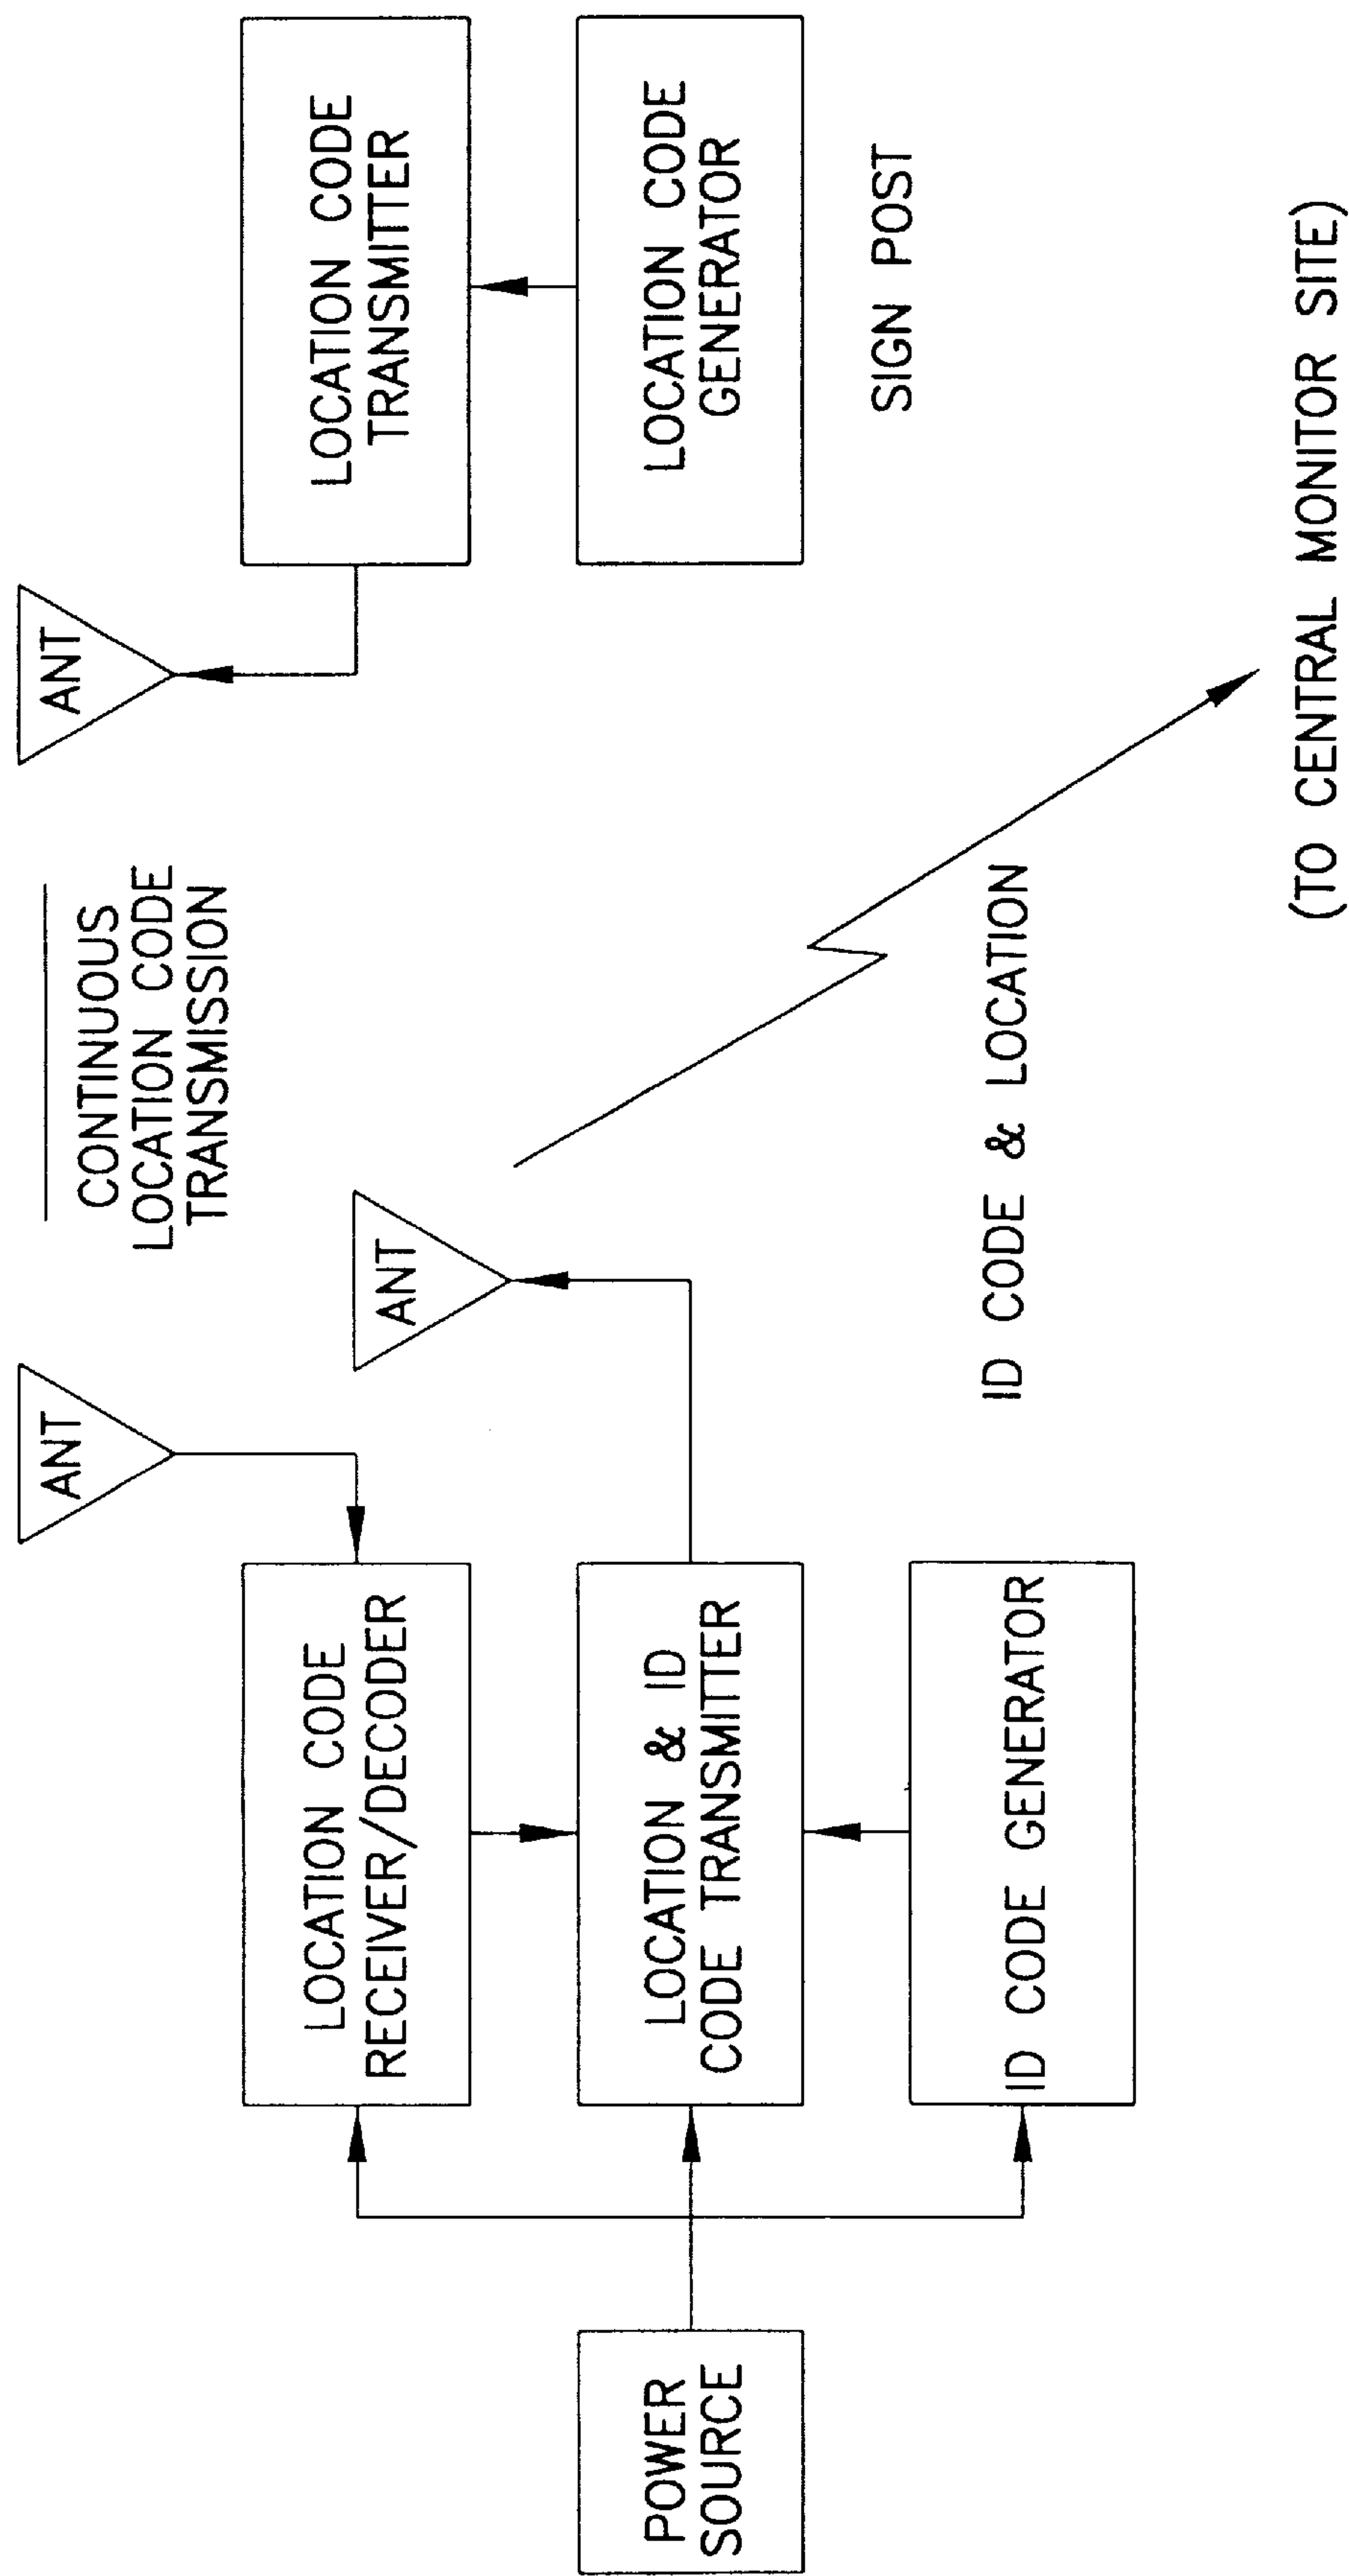 ANT
CONTINUOUS
LOCATION CODE
TRANSMISSION
ANT
ANT
LOCATION CODE
RECEIVER/DECODER
LOCATION CODE
TRANSMITTER
POWER
SOURCE
LOCATION & ID
CODE TRANSMITTER
LOCATION CODE
GENERATOR
ID CODE GENERATOR
ID CODE & LOCATION
SIGN POST
(TO CENTRAL MONITOR SITE)